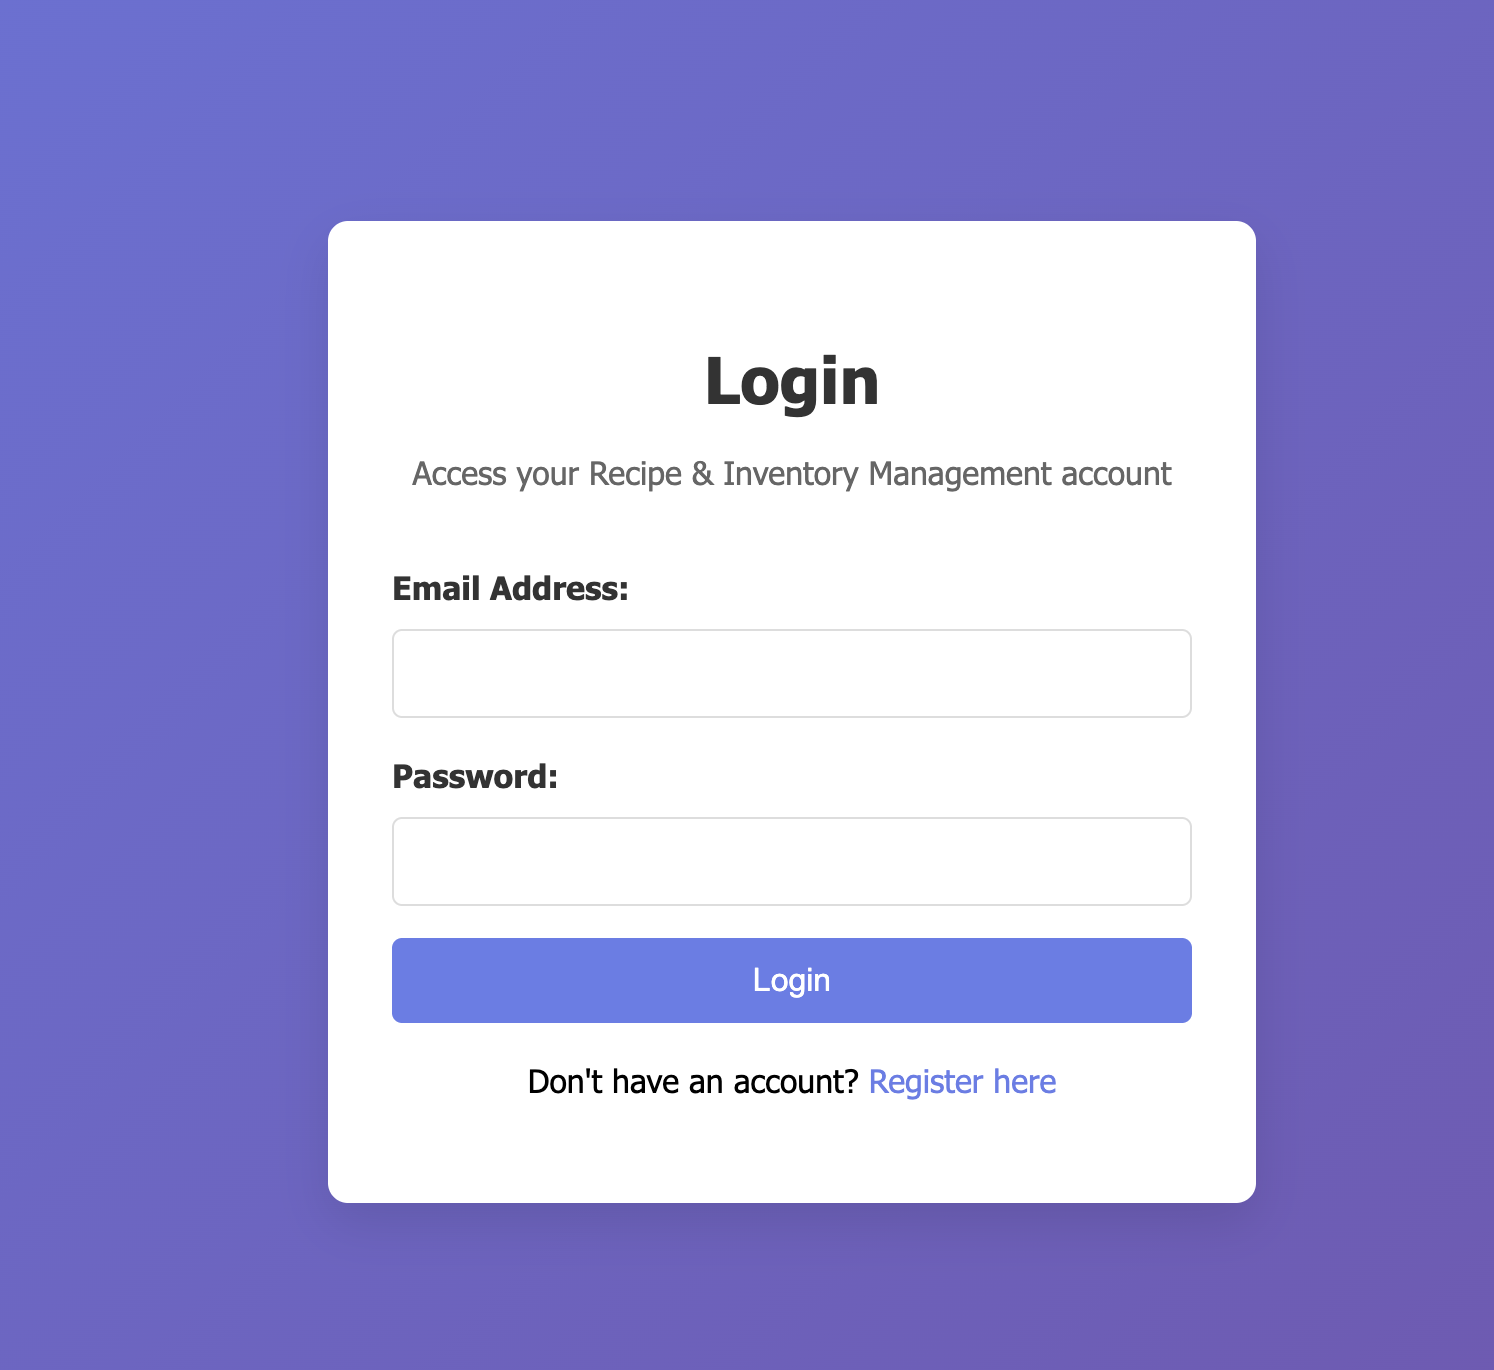 Login
Access your Recipe & Inventory Management account
Email Address:
Password:
Login
Don't have an account? Register here